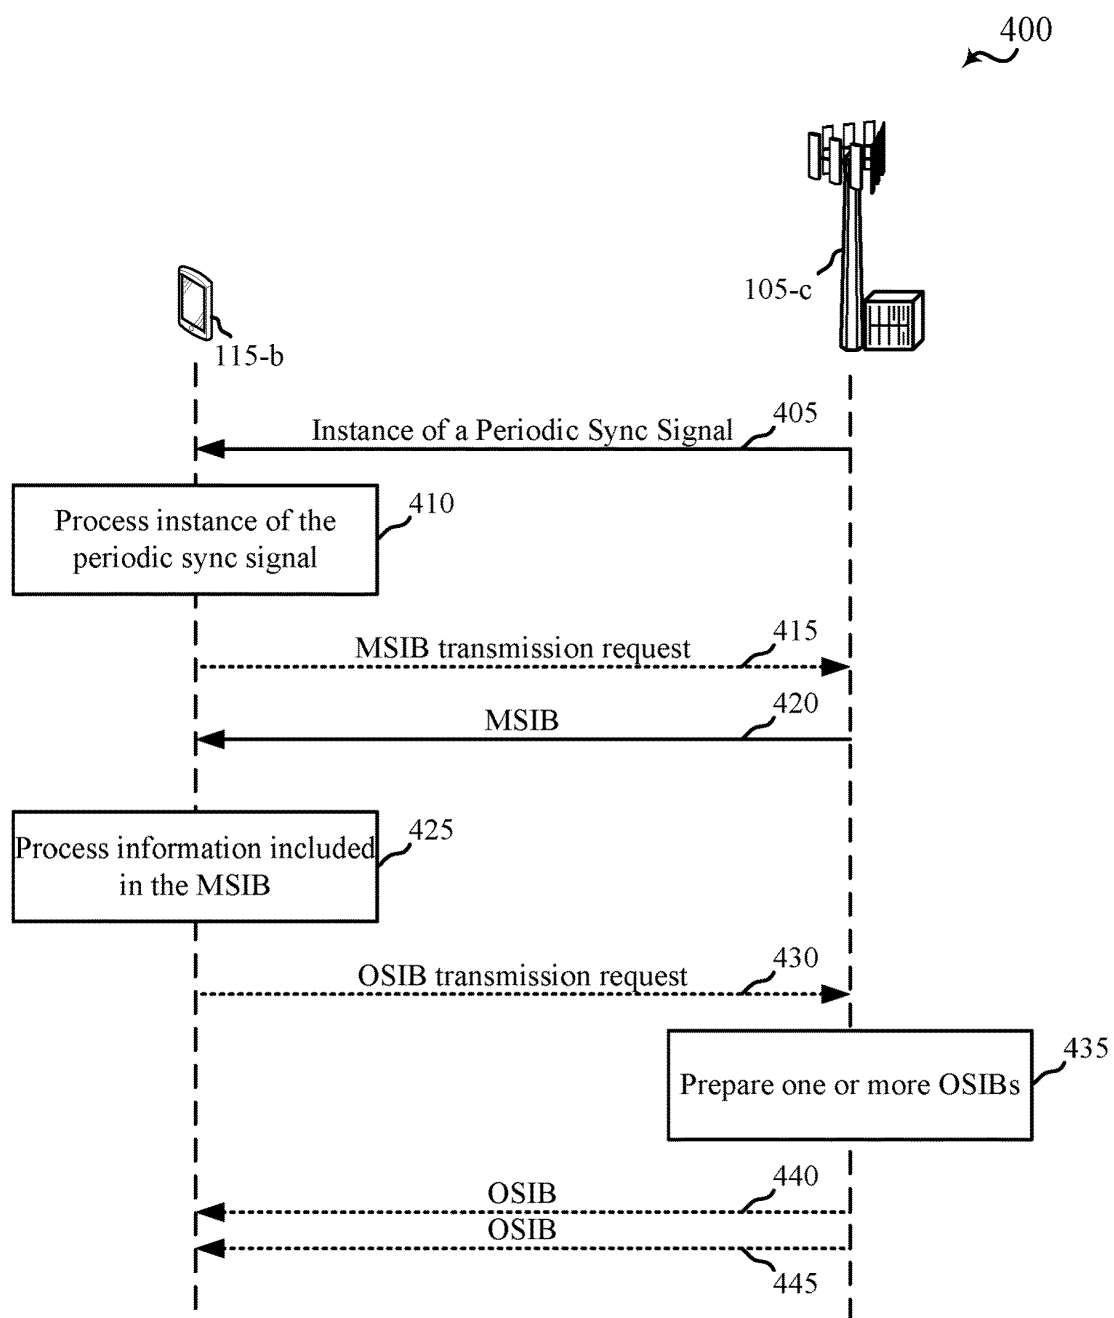 400
105-c
115-b
Instance of a Periodic Sync Signal
405
Process instance of the
periodic sync signal
410
MSIB transmission request
415
MSIB
420
Process information included
in the MSIB
425
OSIB transmission request
430
Prepare one or more OSIBs
435
OSIB
440
OSIB
445